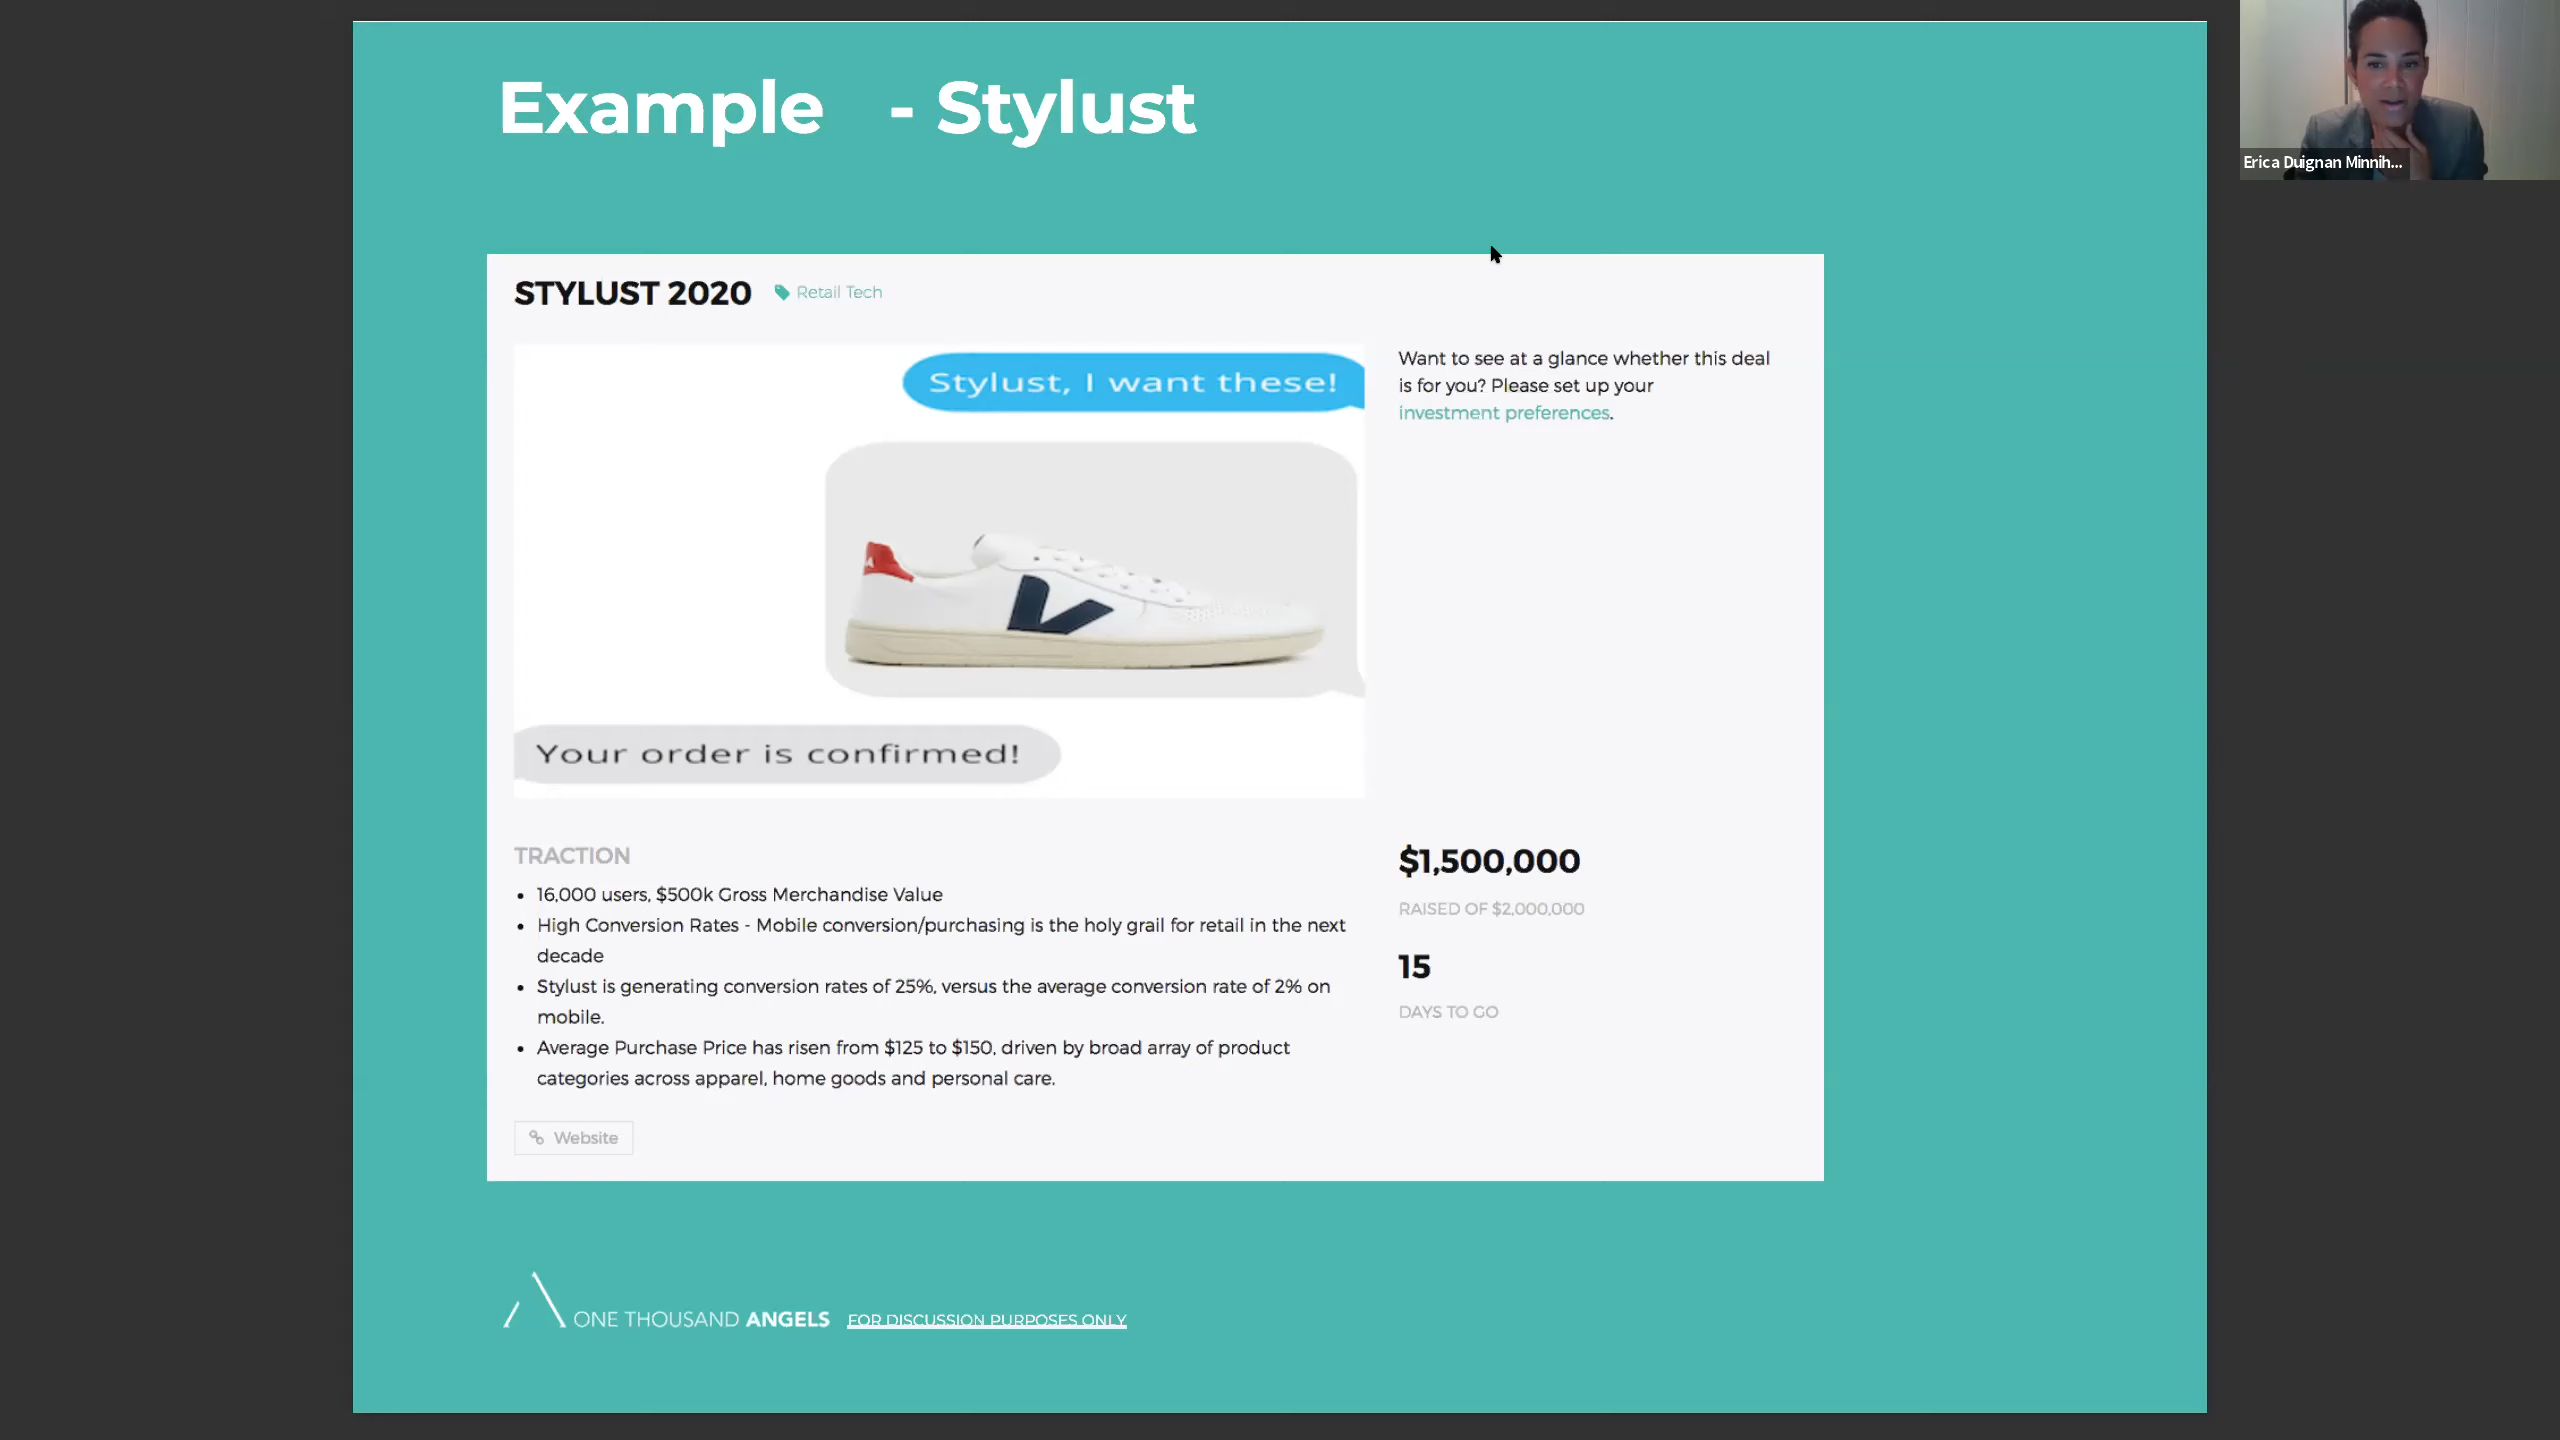 Example - Stylust
Erica Duignan Minnih...
STYLUST 2020 Retail Tech
Stylust, I want these!
Your order is confirmed!
Want to see at a glance whether this deal
is for you? Please set up your
investment preferences.
TRACTION
• 16,000 users, $500k Gross Merchandise Value
• High Conversion Rates - Mobile conversion/purchasing is the holy grail for retail in the next
decade
• Stylust is generating conversion rates of 25%, versus the average conversion rate of 2% on
mobile.
• Average Purchase Price has risen from $125 to $150, driven by broad array of product
categories across apparel, home goods and personal care.
$1,500,000
RAISED OF $2,000,000
15
DAYS TO GO
Website
ONE THOUSAND ANGELS FOR DISCUSSION PURPOSES ONLY